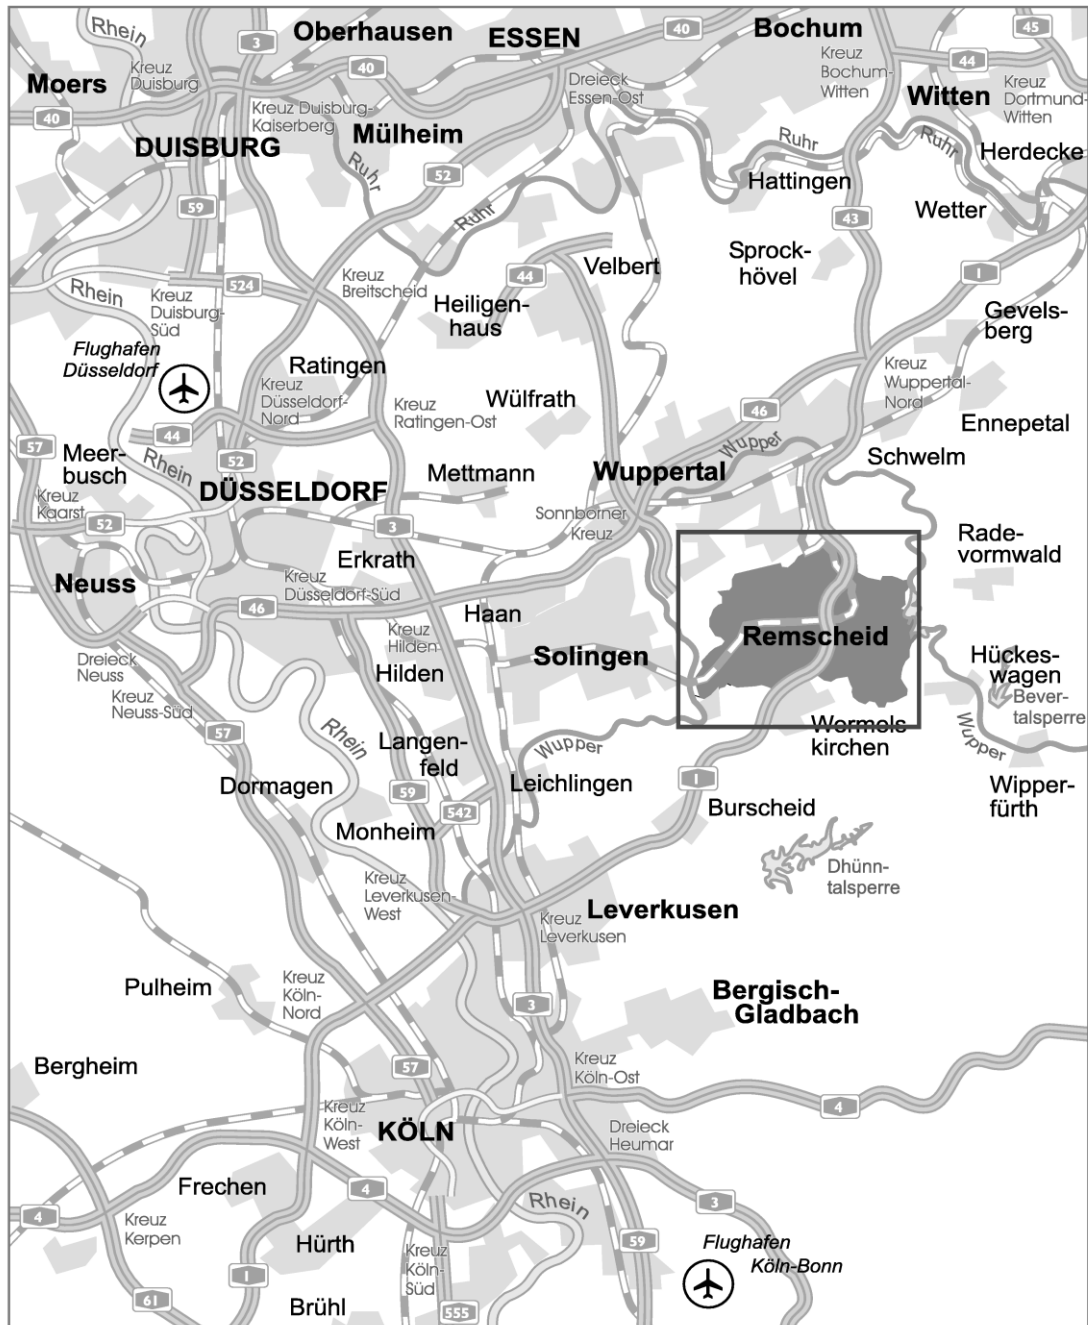 Rhein
3
Oberhausen
ESSEN
40
Bochum
45
Kreuz
Duisburg
40
Kreuz
Bochum-
Witten
44
Moers
Dreieck
Essen-Ost
Kreuz
Dortmund-
Witten
Witten
40
Kreuz Duisburg-
Kaiserberg
Mülheim
DUISBURG
Ruhr
Ruhr
Ruhr
Herdecke
52
Hattingen
59
Ruhr
43
Wetter
Velbert
Sprock-
hövel
1
Rhein
524
Kreuz
Breitscheid
44
Kreuz
Duisburg-
Süd
Heiligen-
haus
Gevels-
berg
Flughafen
Düsseldorf
Ratingen
Kreuz
Düsseldorf-
Nord
Kreuz
Wuppertal-
Nord
Wülfrath
Kreuz
Ratingen-Ost
46
Ennepetal
57
44
Meer-
busch
Rhein
52
Wupper
Schwelm
Mettmann
Wuppertal
DÜSSELDORF
Kreuz
Kaarst
52
3
Sonnborner
Kreuz
Rade-
vormwald
Erkrath
Neuss
Kreuz
Düsseldorf-Süd
46
Haan
Kreuz
Hilden
Remscheid
Solingen
Dreieck
Neuss
Hilden
Hückes-
wagen
Kreuz
Neuss-Süd
Bever-
talsperre
57
Rhein
Wupper
Wermels
kirchen
Wupper
Langen-
feld
Dormagen
59
Leichlingen
1
Wipper-
fürth
542
Burscheid
Monheim
Dhünn-
talsperre
Kreuz
Leverkusen-
West
Leverkusen
Kreuz
Leverkusen
Pulheim
Kreuz
Köln-
Nord
3
Bergisch-
Gladbach
Bergheim
57
Kreuz
Köln-Ost
4
Kreuz
Köln-
West
KÖLN
Dreieck
Heumar
Frechen
4
Rhein
3
4
Kreuz
Kerpen
Hürth
Kreuz
Köln-
Süd
59
Flughafen
Köln-Bonn
1
61
Brühl
555